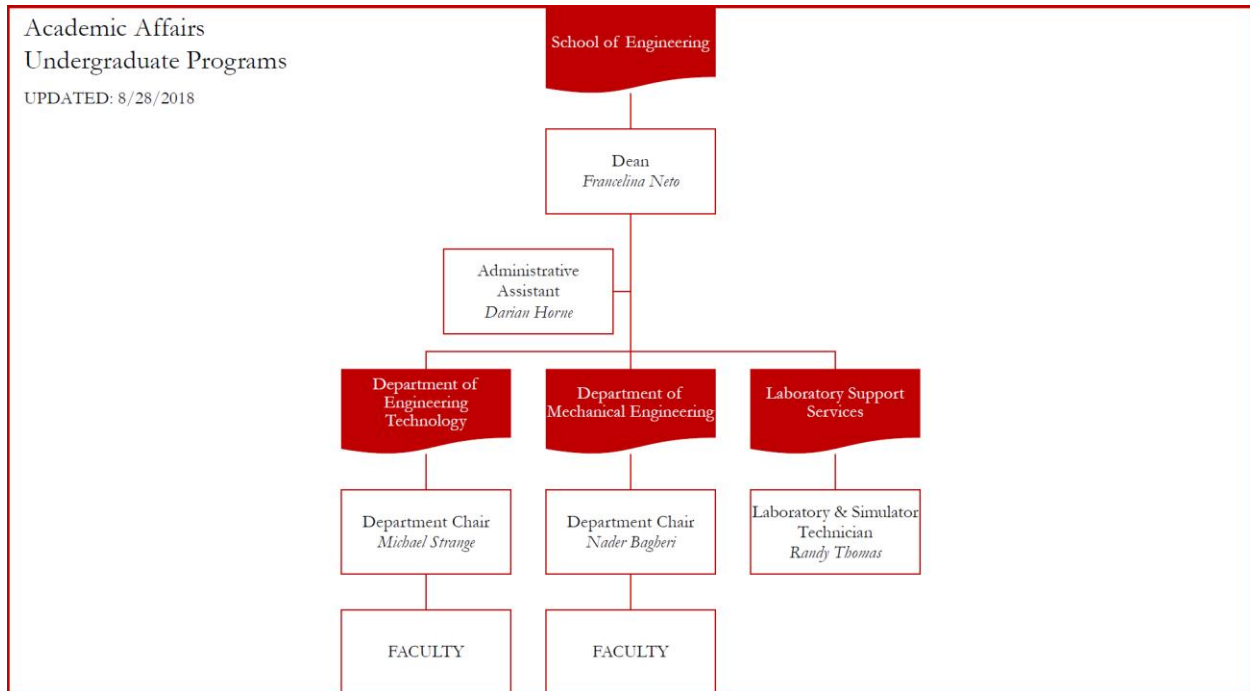 Academic Affairs
Undergraduate Programs
UPDATED: 8/28/2018
School of Engineering
Dean
Francelina Neto
Administrative
Assistant
Darian Horne
Department of
Engineering
Technology
Department of
Mechanical Engineering
Laboratory Support
Services
Department Chair
Michael Strange
Department Chair
Nader Bagheri
Laboratory & Simulator
Technician
Randy Thomas
FACULTY
FACULTY